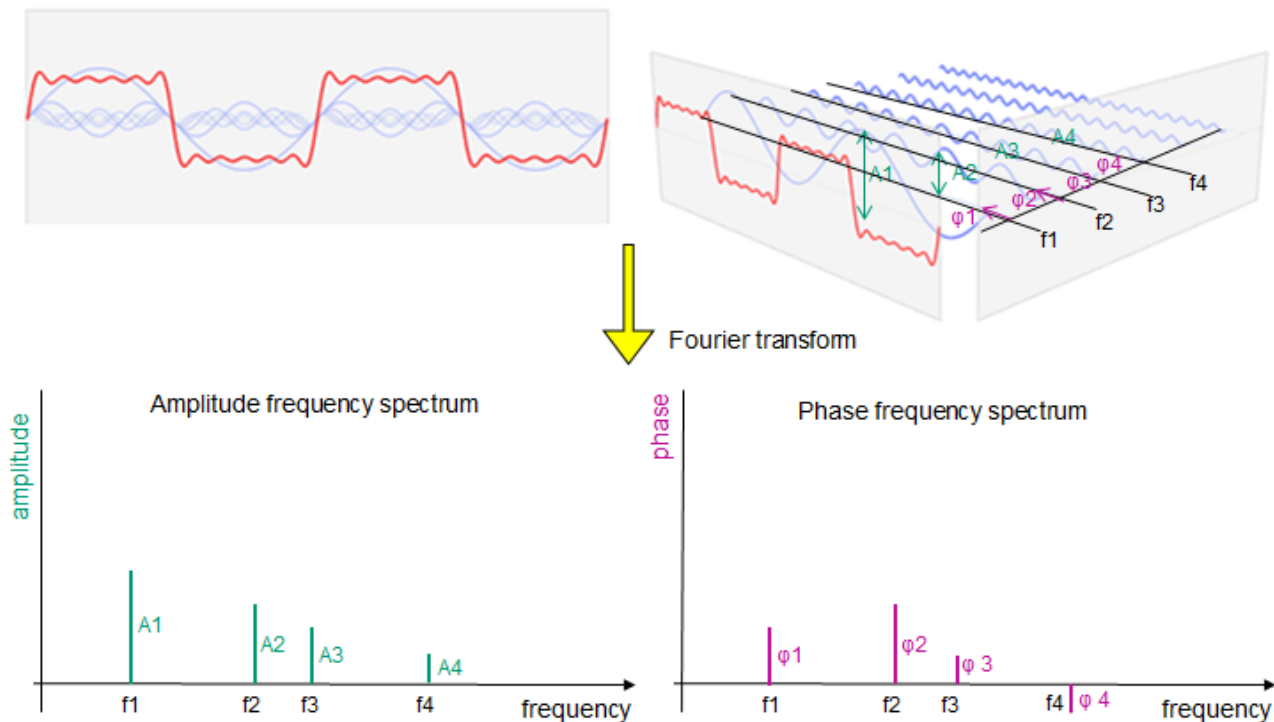 A1
A2
A3
A4
φ1
φ2
φ3
φ4
f1
f2
f3
f4
Fourier transform
Amplitude frequency spectrum
amplitude
A1
A2
A3
A4
f1
f2
f3
f4
frequency
Phase frequency spectrum
phase
φ1
φ2
φ 3
φ 4
f1
f2
f3
f4
frequency